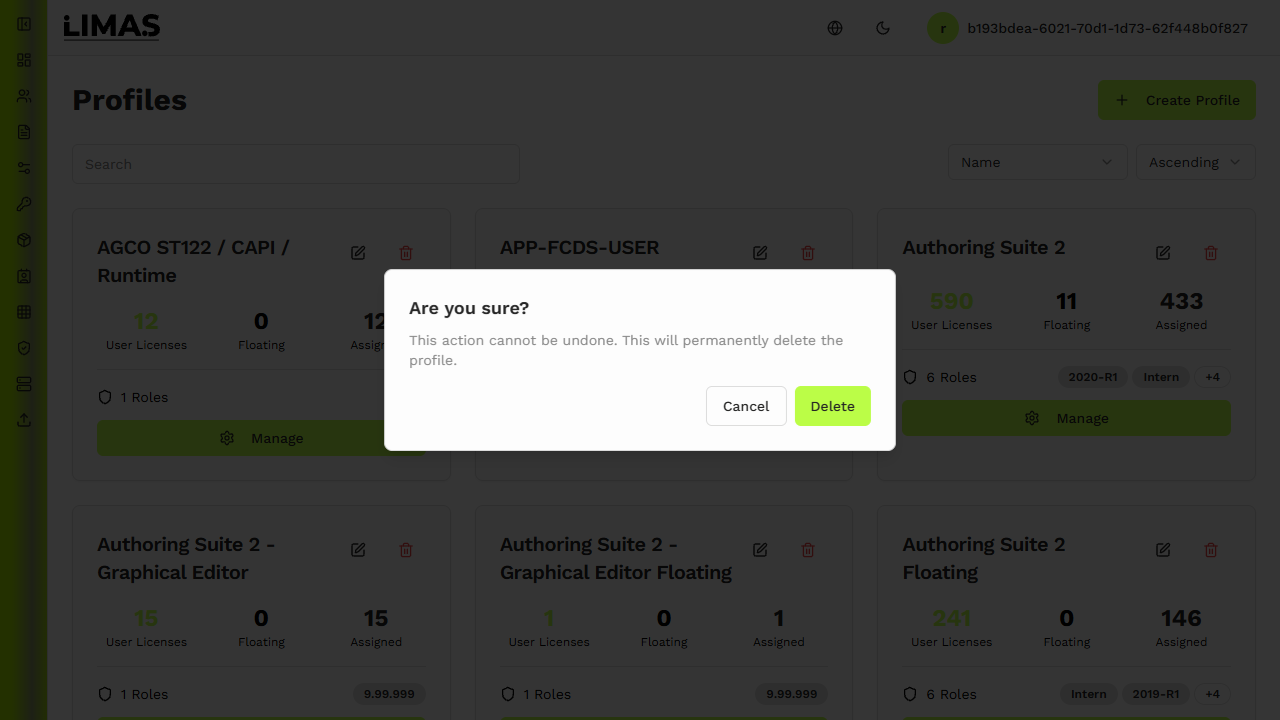 LIMAS
r
b193bdea-6021-70d1-1d73-62f448b0f827
Profiles
Create Profile
Search
Name
Ascending
AGCO ST122 / CAPI /
Runtime
12
User Licenses
0
Floating
1 Roles
Manage
APP-FCDS-USER
Authoring Suite 2
590
User Licenses
11
Floating
433
Assigned
6 Roles
2020-R1
Intern
+4
Manage
Are you sure?
This action cannot be undone. This will permanently delete the
profile.
Cancel
Delete
Authoring Suite 2 -
Graphical Editor
15
User Licenses
0
Floating
15
Assigned
1 Roles
9.99.999
Authoring Suite 2 -
Graphical Editor Floating
1
User Licenses
0
Floating
1
Assigned
1 Roles
9.99.999
Authoring Suite 2
Floating
241
User Licenses
0
Floating
146
Assigned
6 Roles
Intern
2019-R1
+4